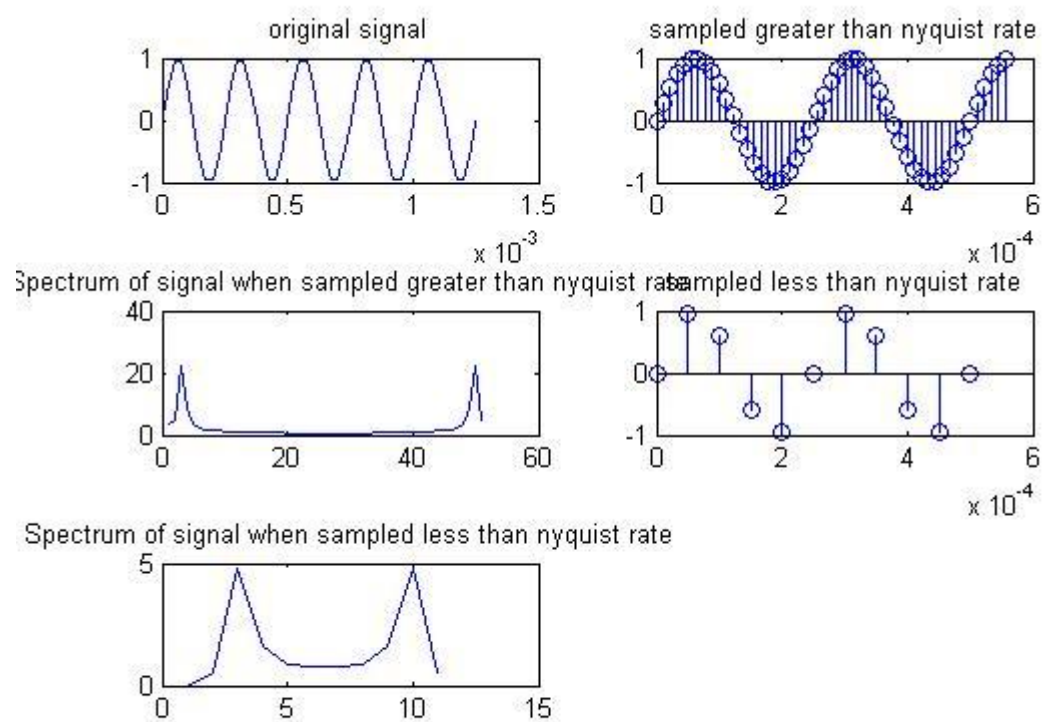 original signal
1
0
-1
0 0.5 1 1.5
x 10-3
sampled greater than nyquist rate
1
0
-1
0 2 4 6
x 10-4
Spectrum of signal when sampled greater than nyquist rate
40
20
0
0 20 40 60
sampled less than nyquist rate
1
0
-1
0 2 4 6
x 10-4
Spectrum of signal when sampled less than nyquist rate
5
0
0 5 10 15